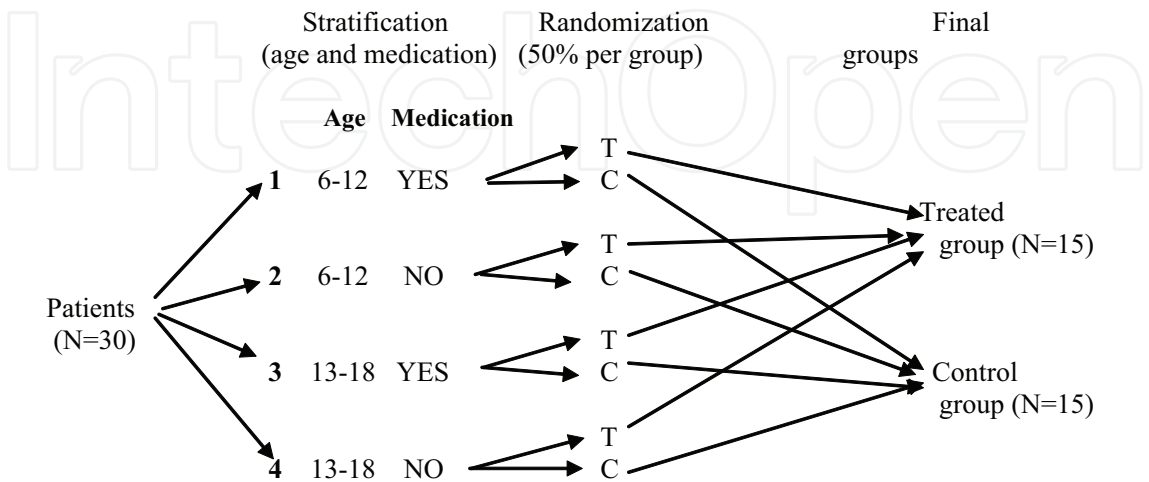 IntechOpen
Stratification Randomization Final
(age and medication) (50% per group) groups
Age Medication
T
1 6-12 YES C
Treated
T
group (N=15)
2 6-12 NO C
Patients
(N=30)
T
3 13-18 YES C Control
group (N=15)
T
4 13-18 NO C